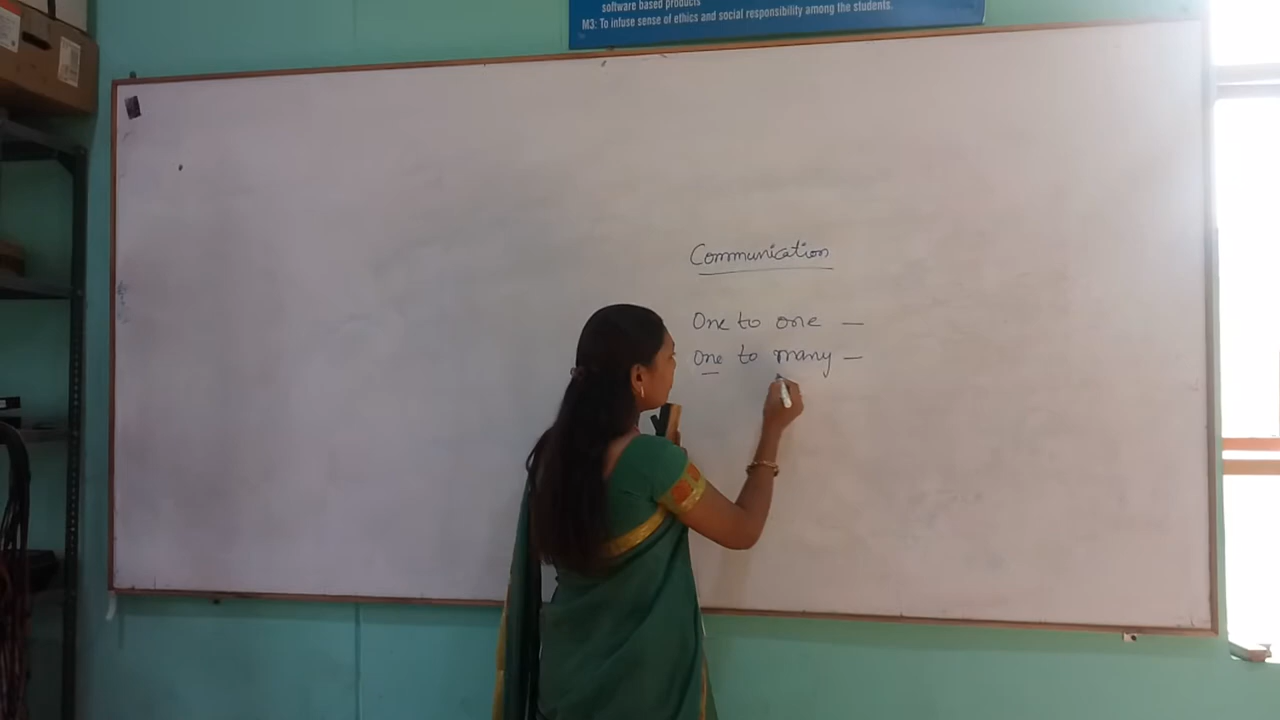 software based products
M3: To infuse sense of ethics and social responsibility among the students.
Communication
One to one —
One to many —